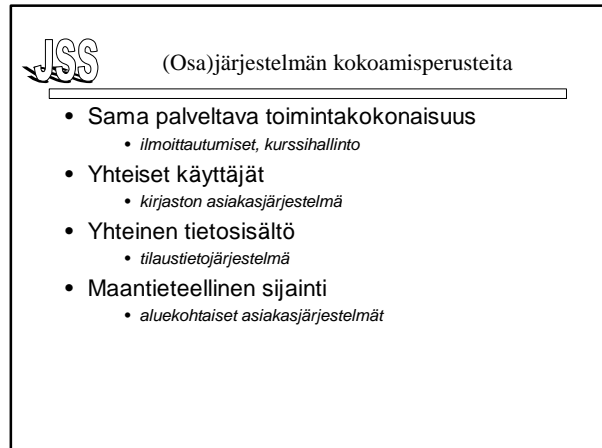 JSS
(Osa)järjestelmän kokoamisperusteita
• Sama palveltava toimintakokonaisuus
• ilmoittautumiset, kurssihallinto
• Yhteiset käyttäjät
• kirjaston asiakasjärjestelmä
• Yhteinen tietosisältö
• tilaustietojärjestelmä
• Maantieteellinen sijainti
• aluekohtaiset asiakasjärjestelmät